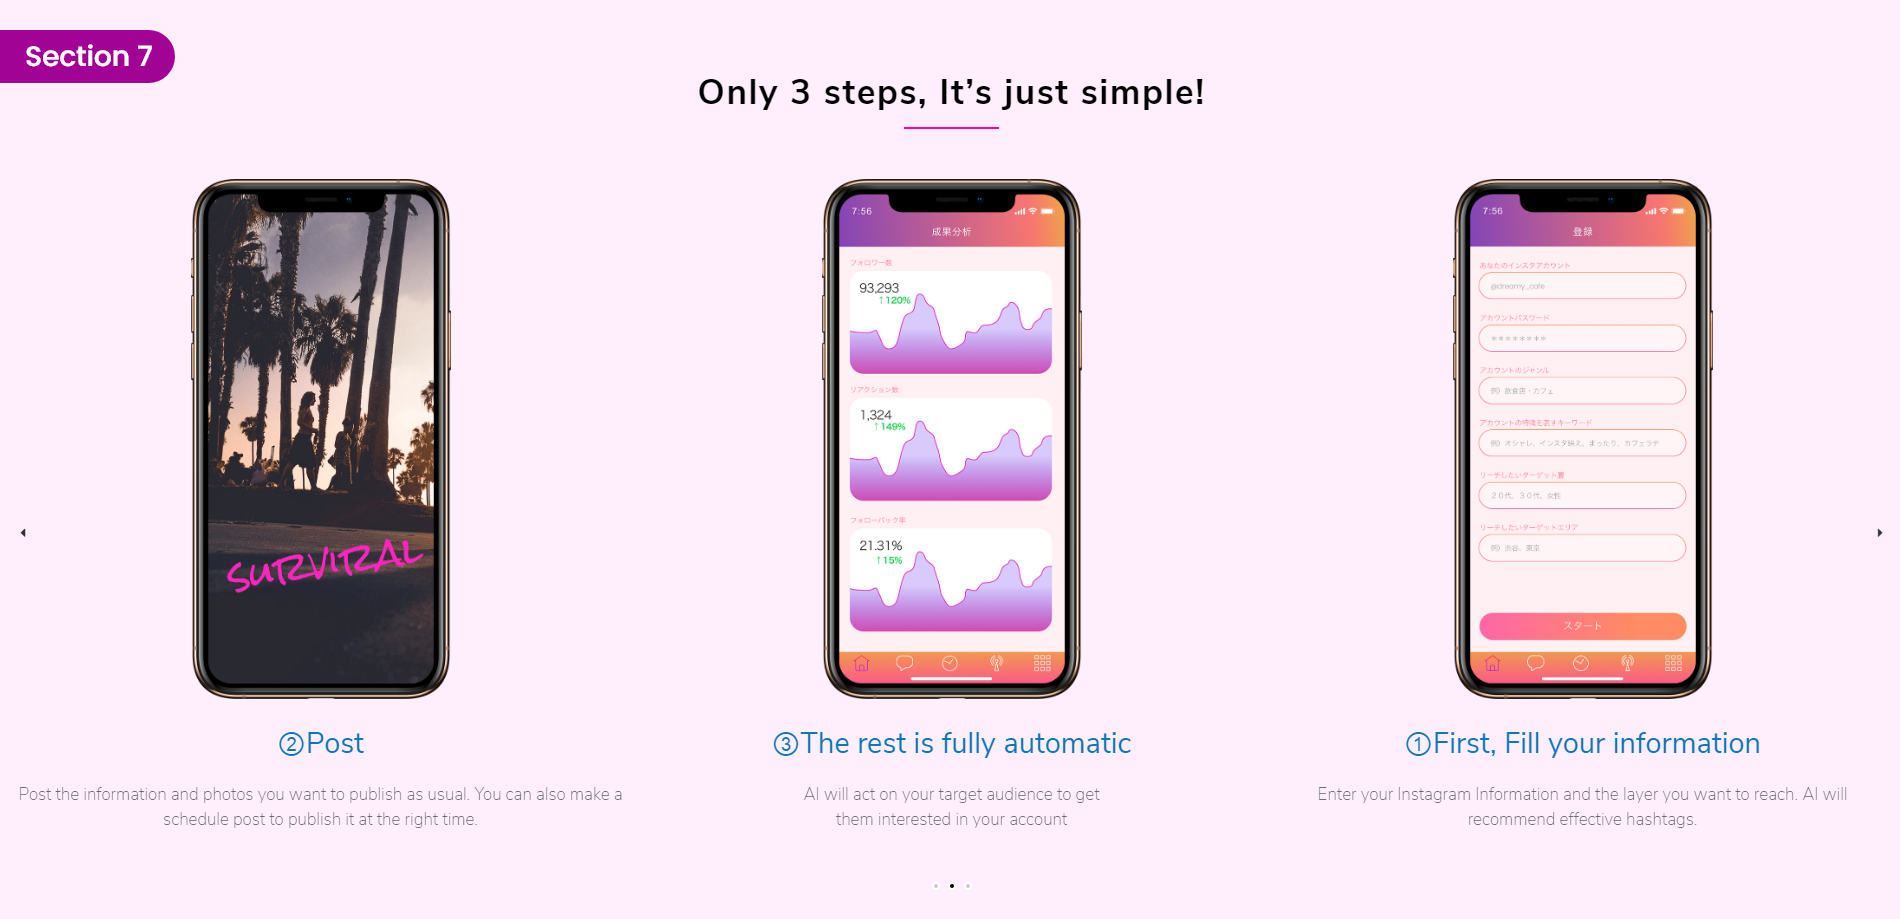 Section 7
Only 3 steps, It’s just simple!
SURVIRAL
②Post
Post the information and photos you want to publish as usual. You can also make a
schedule post to publish it at the right time.
7:56
成果分析
フォロワー数
93,293
↑120%
リアクション数
1,324
↑149%
フォローバック率
21.31%
↑15%
③The rest is fully automatic
AI will act on your target audience to get
them interested in your account
7:56
登録
あなたのインスタアカウント
@dreamy_cafe
アカウントパスワード
＊＊＊＊＊＊＊＊
アカウントのジャンル
例）飲食店・カフェ
アカウントの特徴を表すキーワード
例）オシャレ、インスタ映え、まったり、カフェラテ
リーチしたいターゲット層
２０代、３０代、女性
リーチしたいターゲットエリア
例）渋谷、東京
スタート
①First, Fill your information
Enter your Instagram Information and the layer you want to reach. AI will
recommend effective hashtags.